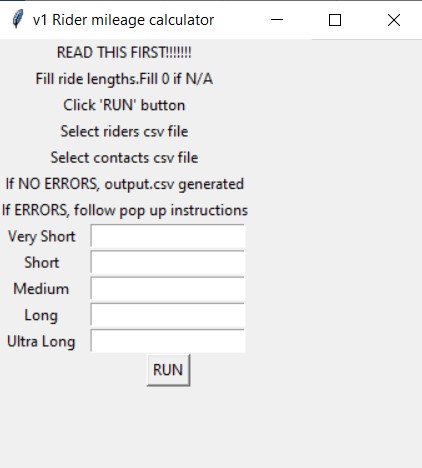 v1 Rider mileage calculator
READ THIS FIRST!!!!!!!
Fill ride lengths.Fill 0 if N/A
Click 'RUN' button
Select riders csv file
Select contacts csv file
If NO ERRORS, output.csv generated
If ERRORS, follow pop up instructions
Very Short
Short
Medium
Long
Ultra Long
RUN